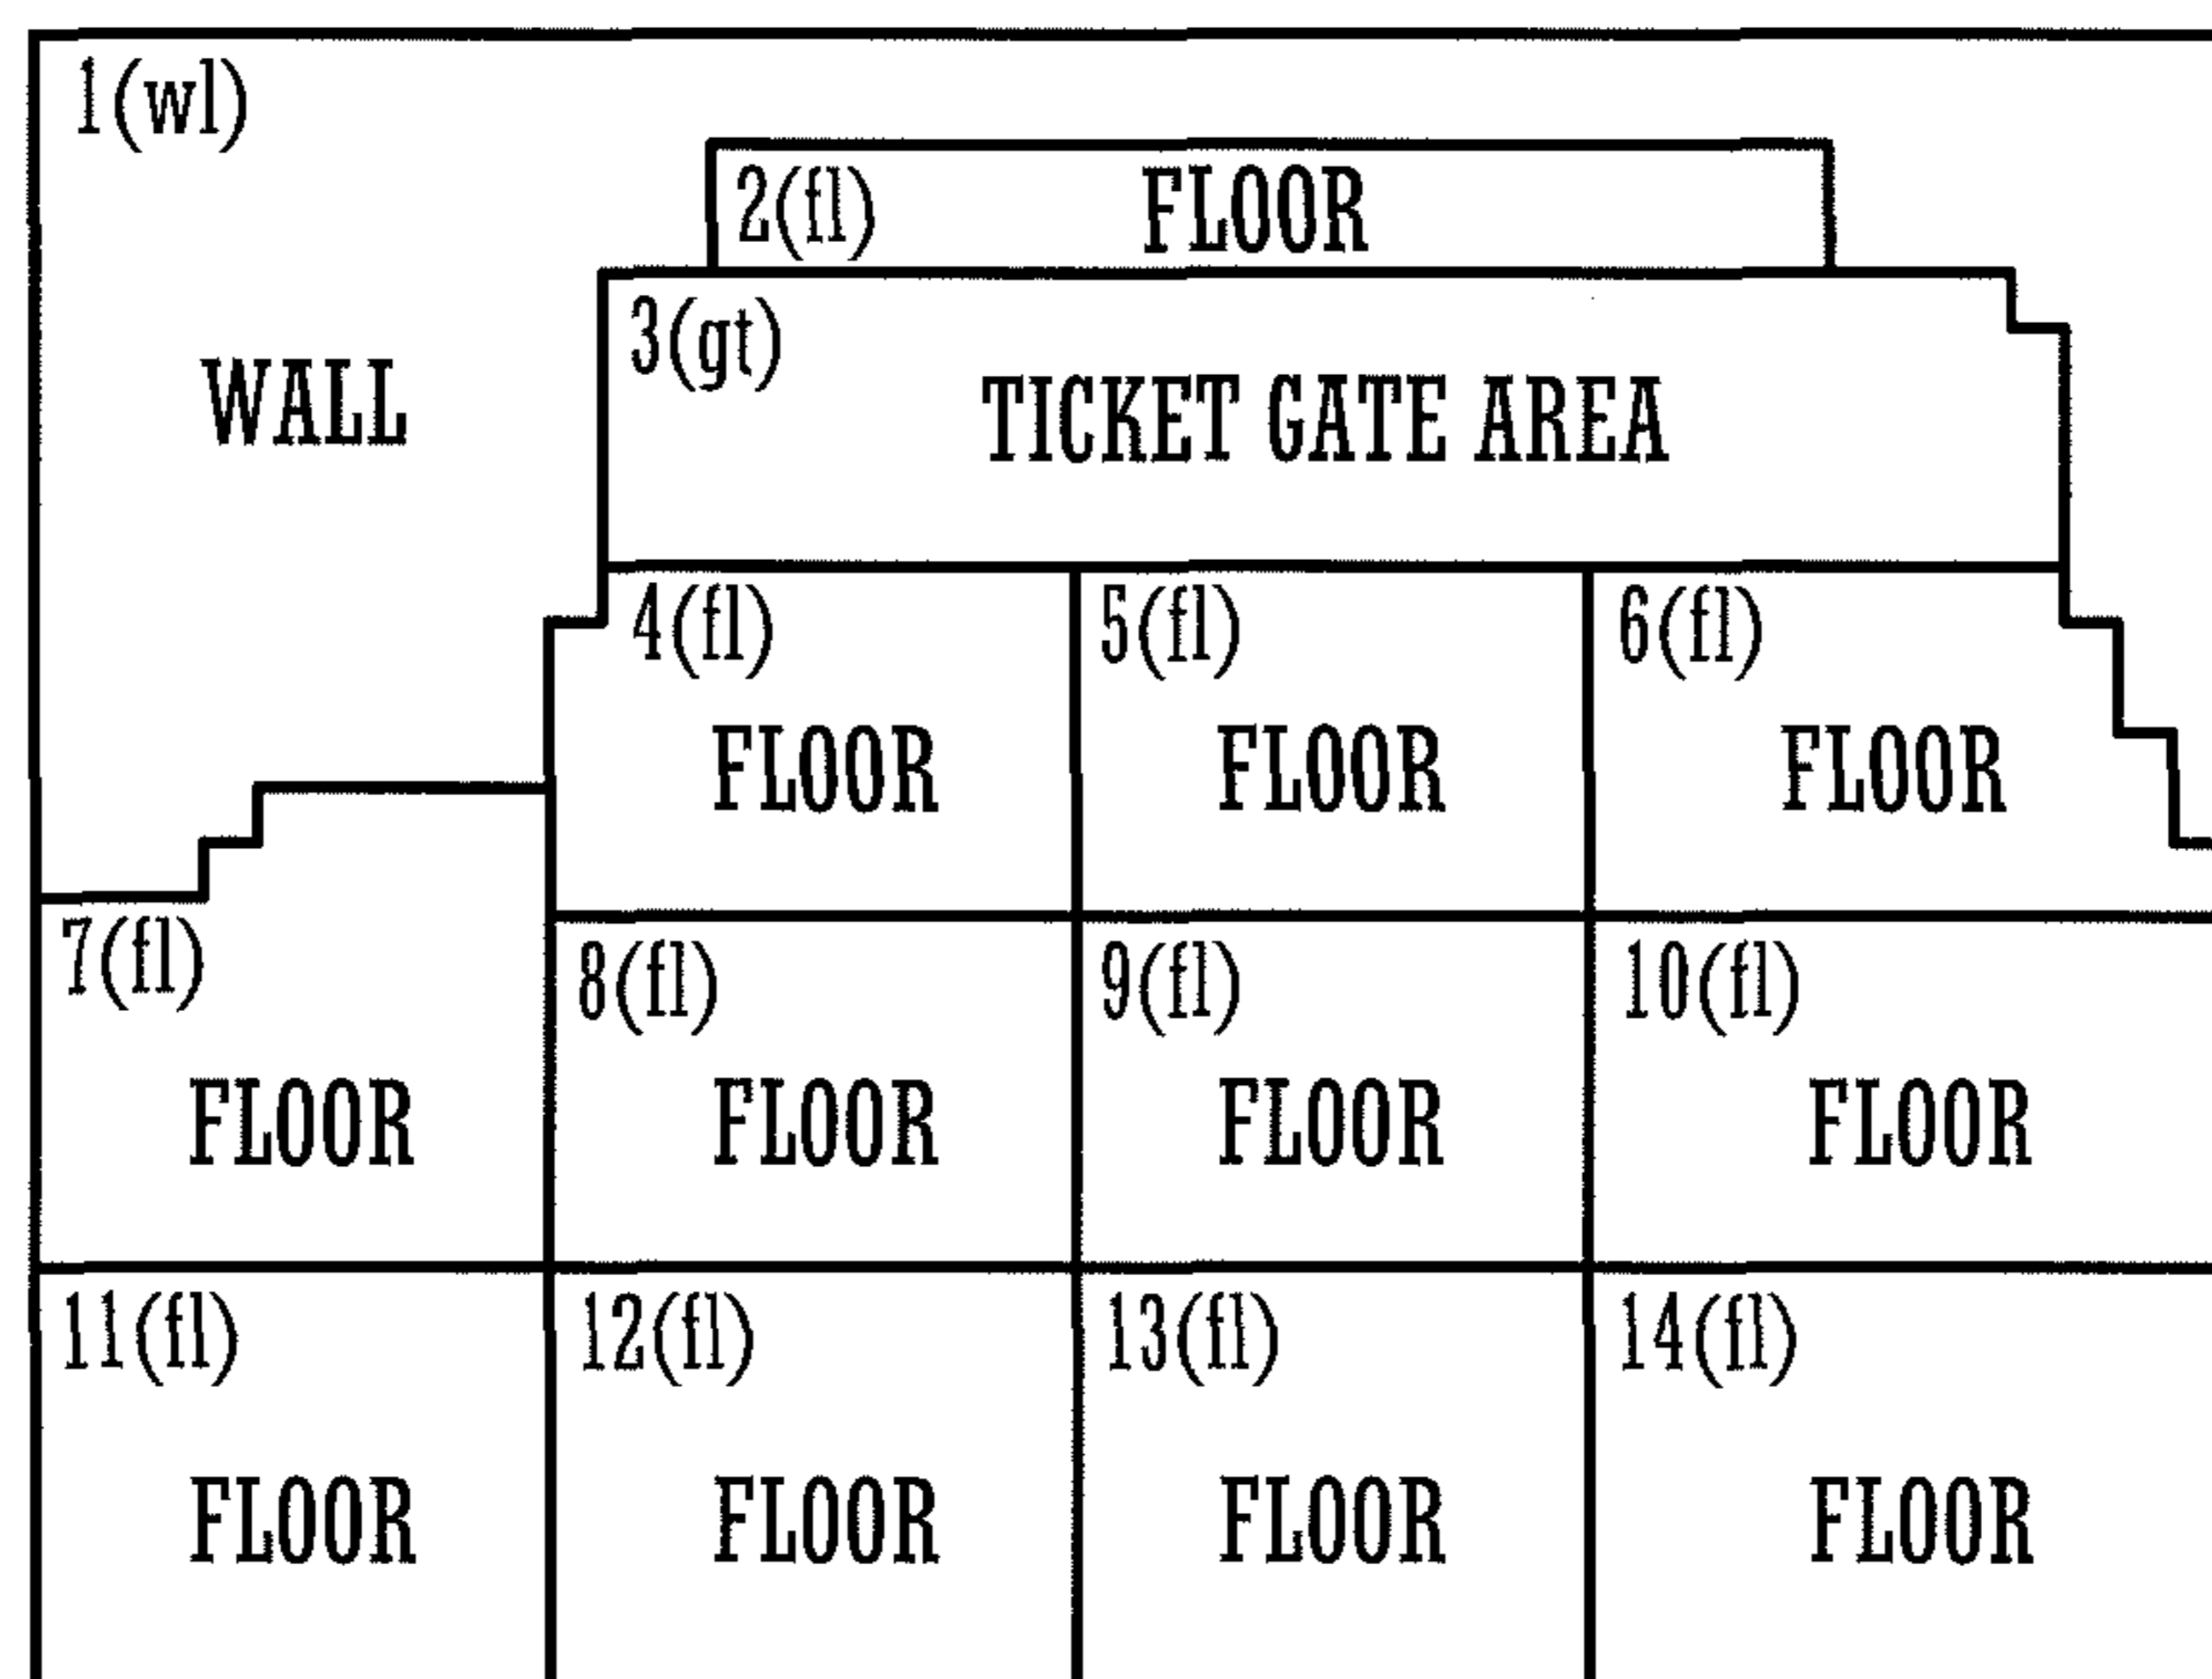 1(wl)
2(fl) FLOOR
3(gt)
WALL
TICKET GATE AREA
4(fl) 5(fl) 6(fl)
FLOOR FLOOR FLOOR
7(fl) 8(fl) 9(fl) 10(fl)
FLOOR FLOOR FLOOR FLOOR
11(fl) 12(fl) 13(fl) 14(fl)
FLOOR FLOOR FLOOR FLOOR